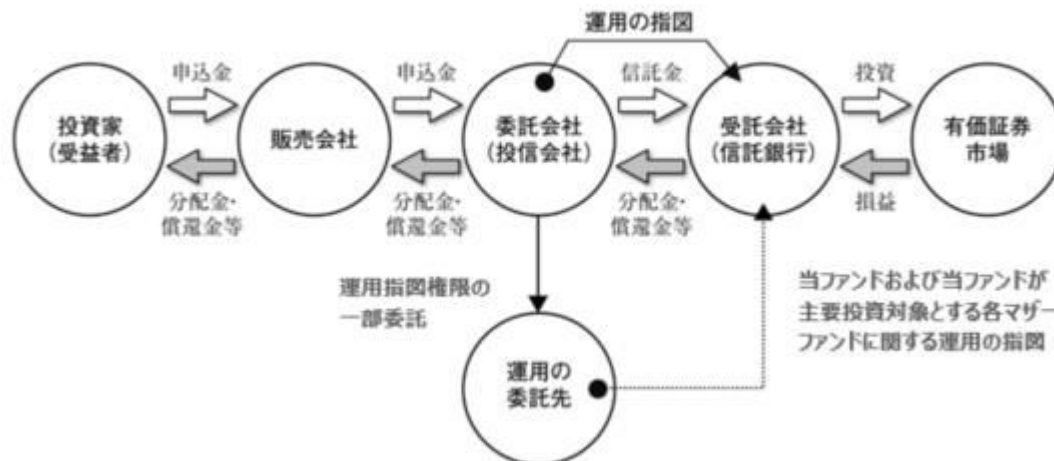 運用の指図
申込金
申込金
信託金
投資
投資家
（受益者）
販売会社
委託会社
（投信会社）
受託会社
（信託銀行）
有価証券
市場
分配金・
償還金等
分配金・
償還金等
分配金・
償還金等
損益
運用指図権限の
一部委託
当ファンドおよび当ファンドが
主要投資対象とする各マザー
ファンドに関する運用の指図
運用の
委託先